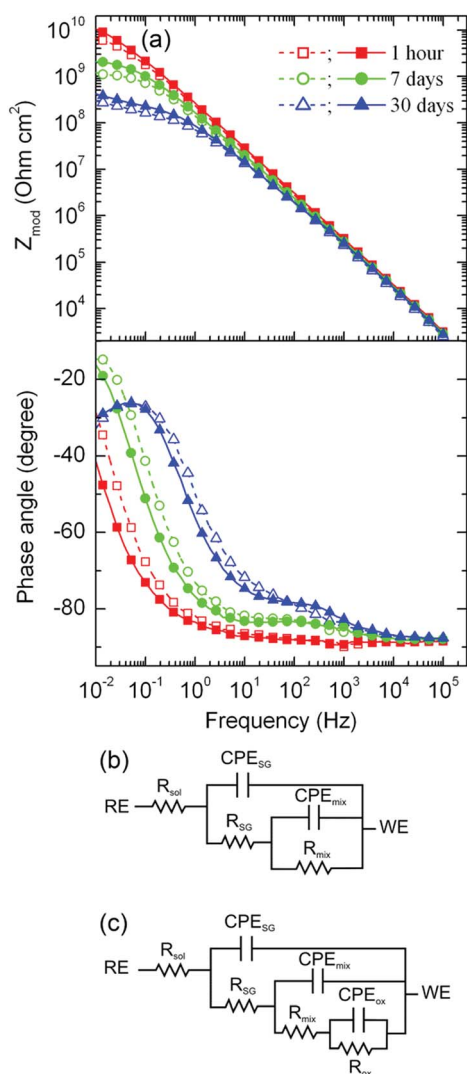 (a)
1 hour
7 days
30 days
10^10
10^9
10^8
10^7
10^6
10^5
10^4
Z_mod (Ohm cm^2)
-20
-40
-60
-80
Phase angle (degree)
10^-2 10^-1 10^0 10^1 10^2 10^3 10^4 10^5
Frequency (Hz)
(b)
CPE_SG
RE
R_sol
CPE_mix
R_SG
WE
R_mix
(c)
CPE_SG
RE
R_sol
CPE_mix
WE
R_SG
CPE_ox
R_mix
R_ox